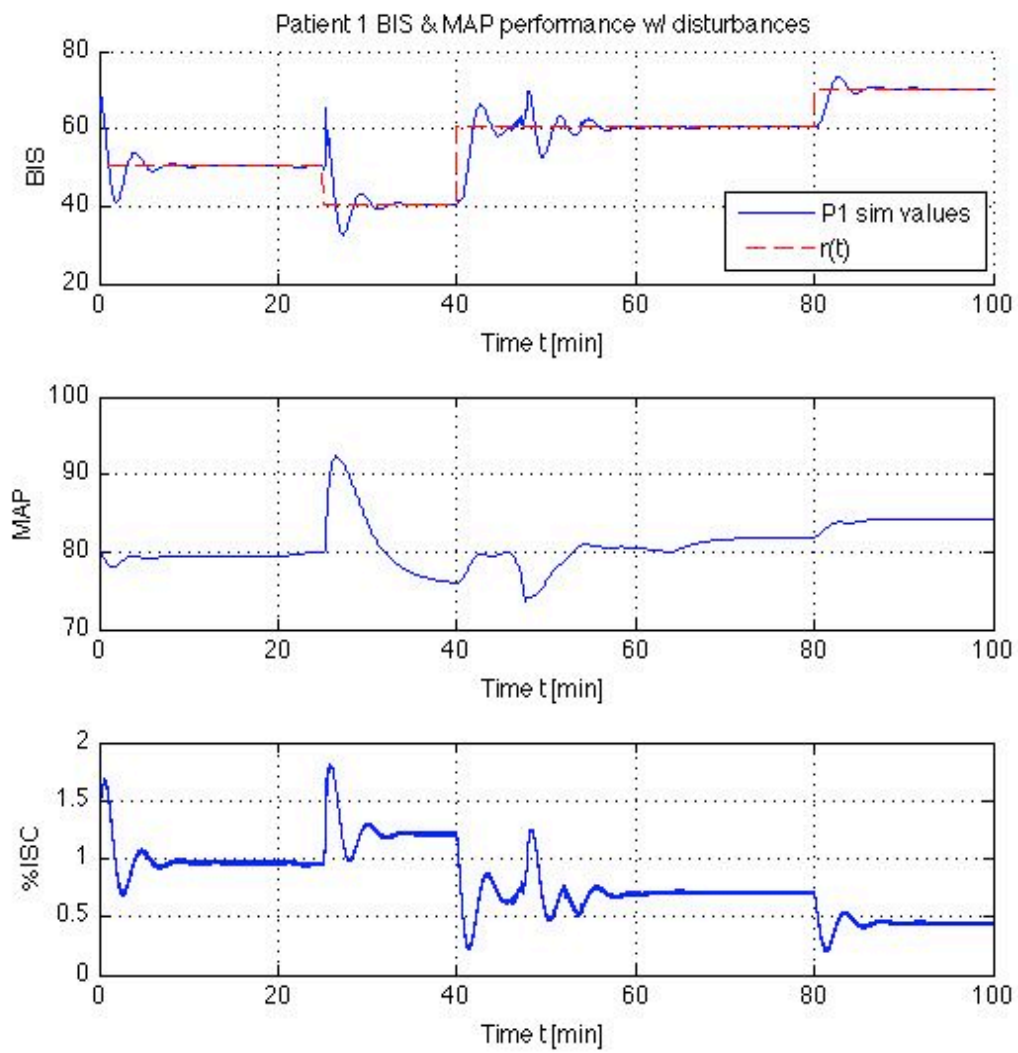 Patient 1 BIS & MAP performance w/ disturbances
80
60
40
20
BIS
P1 sim values
r(t)
0 20 40 60 80 100
Time t [min]
100
90
80
70
MAP
0 20 40 60 80 100
Time t [min]
2
1.5
1
0.5
0
%ISC
0 20 40 60 80 100
Time t [min]